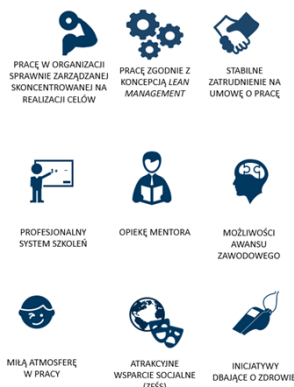 PRACĘ W ORGANIZACJI
SPRAWNIE ZARZĄDZANEJ
SKONCENTROWANEJ NA
REALIZACJI CELÓW
PRACĘ ZGODNIE Z
KONCEPCJĄ LEAN
MANAGEMENT
STABILNE
ZATRUDNIENIE NA
UMOWĘ O PRACĘ
PROFESJONALNY
SYSTEM SZKOLEŃ
OPIEKĘ MENTORA
MOŻLIWOŚCI
AWANSU
ZAWODOWEGO
MIŁĄ ATMOSFERĘ
W PRACY
ATRAKCYJNE
WSPARCIE SOCJALNE
(ZFŚS)
INICJATYWY
DBAJĄCE O ZDROWIE